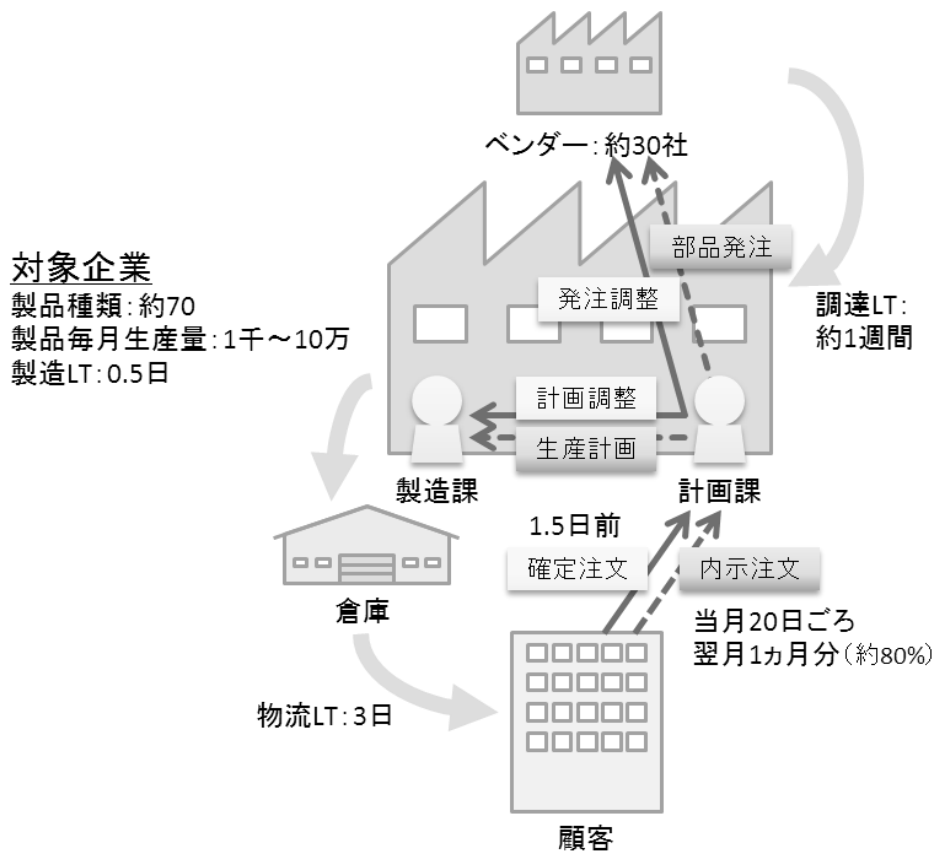 ベンダー：約30社
部品発注
対象企業
製品種類：約70
製品毎月生産量：1千～10万
製造LT：0.5日
発注調整
調達LT：
約1週間
計画調整
生産計画
製造課
計画課
1.5日前
確定注文
内示注文
倉庫
当月20日ごろ
翌月1ヵ月分（約80%）
物流LT：3日
顧客